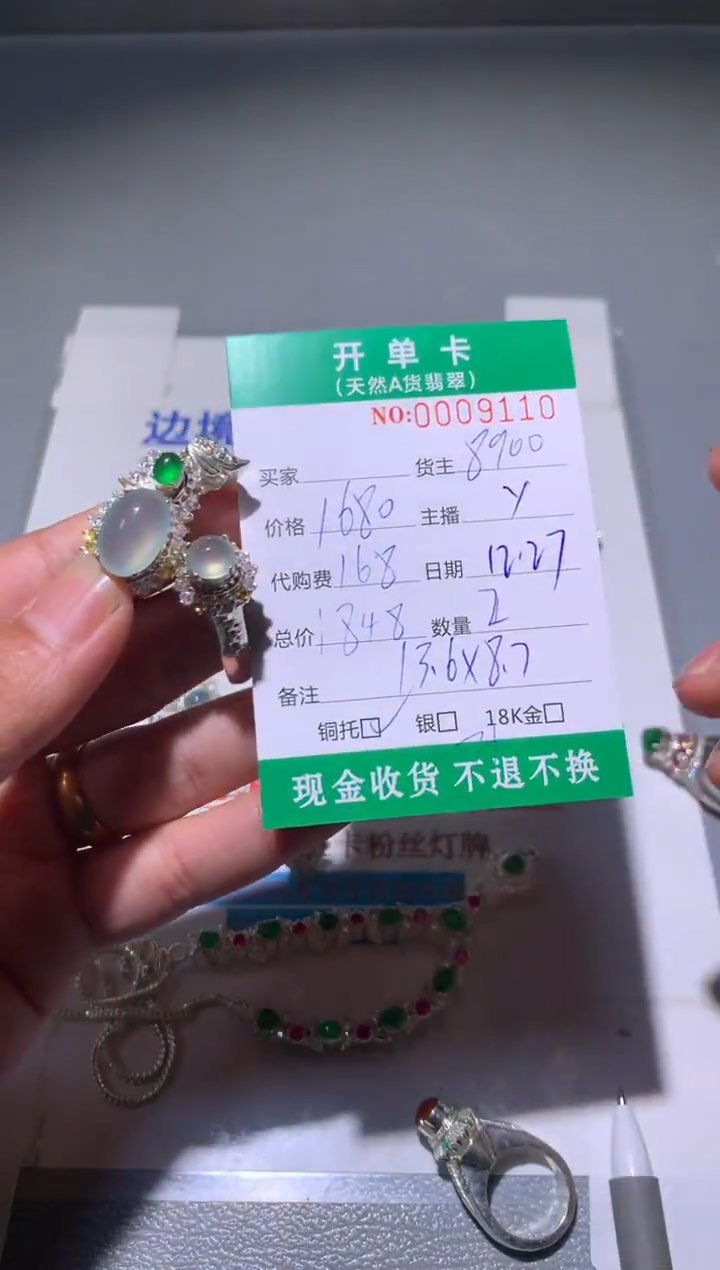 开单卡
（天然A货翡翠）
NO:0009110
买家 货主 8900
价格 1680 主播 y
代购费 168 日期 12.27
总价 1848 数量 2
备注 13.6X8.7
铜托☑ 银□ 18K金□
现金收货 不退不换
边
卡粉丝灯牌